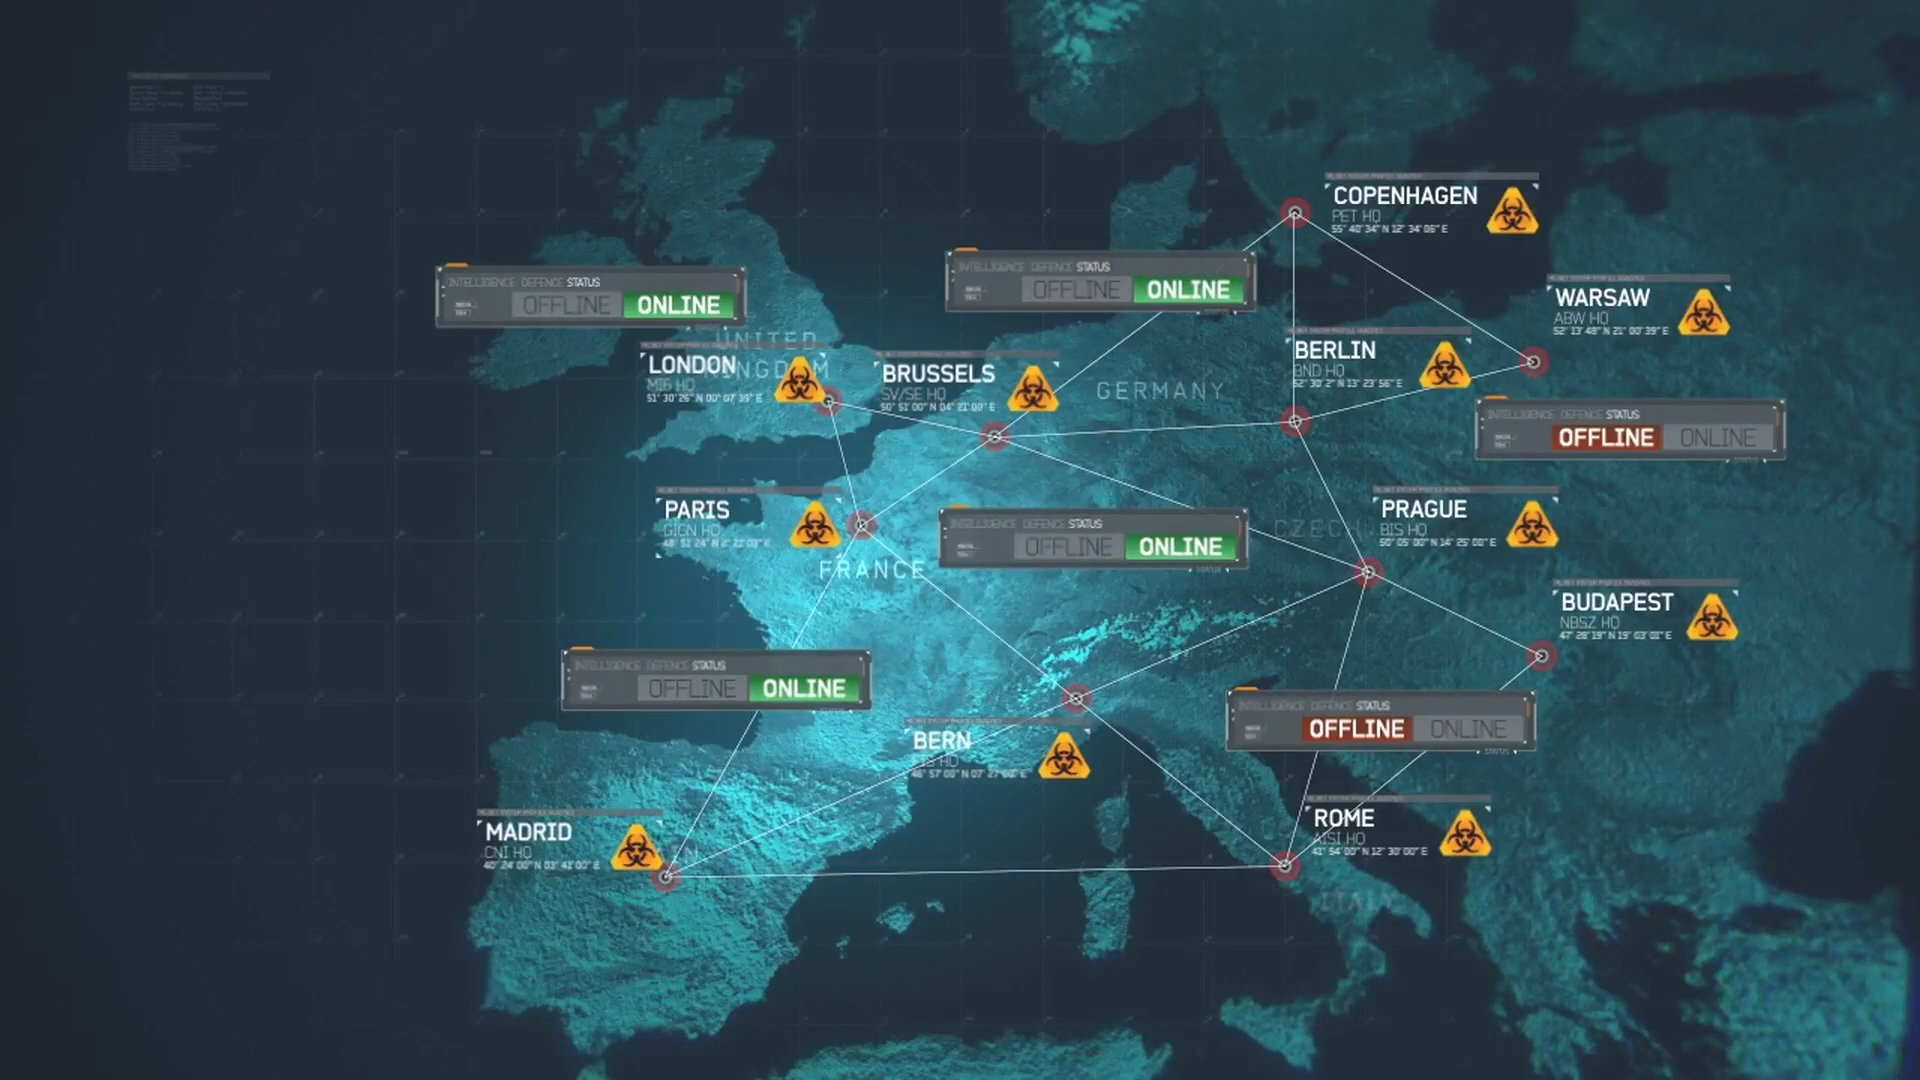 COPENHAGEN
PET HQ
55° 40' 34" N 12° 34' 06" E
INTELLIGENCE DEFENCE STATUS
OFFLINE ONLINE
INTELLIGENCE DEFENCE STATUS
OFFLINE ONLINE
WARSAW
ABW HQ
52° 13' 48" N 21° 00' 39" E
UNITED
KINGDOM
LONDON
MI6 HQ
51° 30' 26" N 00° 07' 39" E
BRUSSELS
SV/SE HQ
50° 51' 00" N 04° 21' 00" E
GERMANY
BERLIN
BND HQ
52° 30' 2" N 13° 23' 56" E
INTELLIGENCE DEFENCE STATUS
OFFLINE ONLINE
PARIS
GIGN HQ
FRANCE
INTELLIGENCE DEFENCE STATUS
OFFLINE ONLINE
CZECH
PRAGUE
BIS HQ
50° 05' 00" N 14° 25' 00" E
BUDAPEST
NBSZ HQ
47° 28' 19" N 19° 03' 01" E
INTELLIGENCE DEFENCE STATUS
OFFLINE ONLINE
INTELLIGENCE DEFENCE STATUS
OFFLINE ONLINE
STATUS
BERN
MADRID
CNI HQ
40° 24' 00" N 03° 41' 00" E
ROME
AISI HQ
41° 54' 00" N 12° 30' 00" E
ITALY